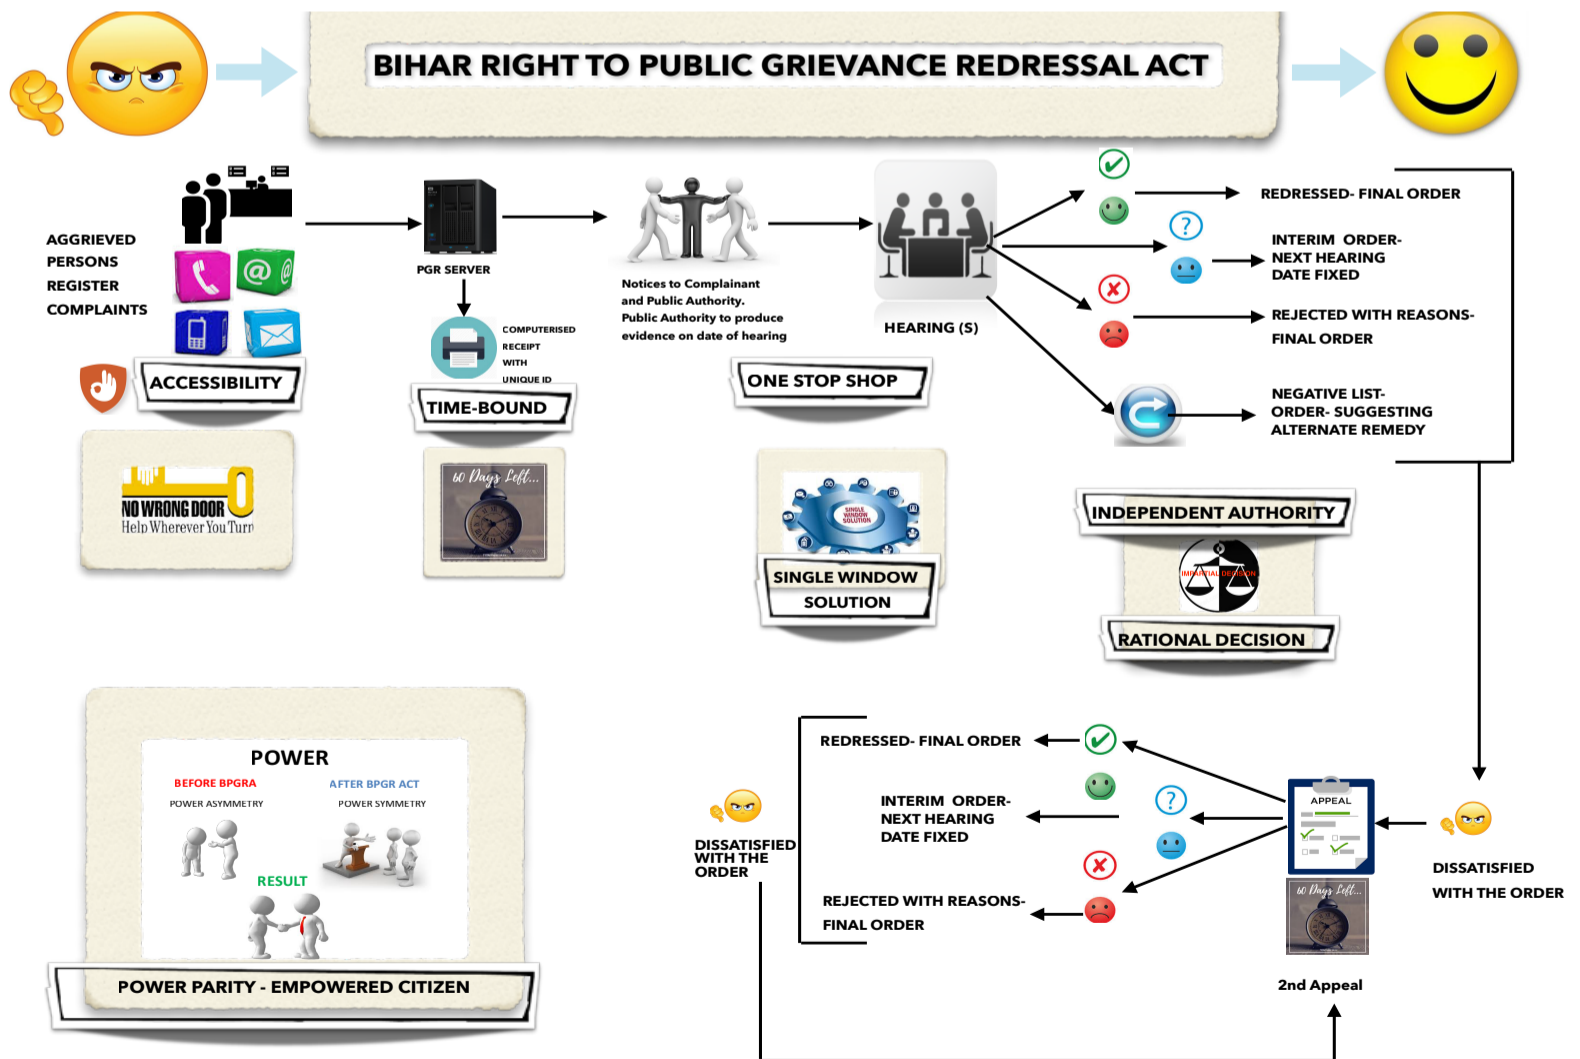 BIHAR RIGHT TO PUBLIC GRIEVANCE REDRESSAL ACT
AGGRIEVED
PERSONS
REGISTER
COMPLAINTS
@
@
ACCESSIBILITY
NO WRONG DOOR
Help Wherever You Turn
PGR SERVER
COMPUTERISED
RECEIPT
WITH
UNIQUE ID
TIME-BOUND
60 Days Left...
Notices to Complainant
and Public Authority.
Public Authority to produce
evidence on date of hearing
ONE STOP SHOP
SINGLE
WINDOW
SOLUTION
SINGLE WINDOW
SOLUTION
HEARING (S)
REDRESSED- FINAL ORDER
?
INTERIM ORDER-
NEXT HEARING
DATE FIXED
REJECTED WITH REASONS-
FINAL ORDER
NEGATIVE LIST-
ORDER- SUGGESTING
ALTERNATE REMEDY
INDEPENDENT AUTHORITY
IMPARTIAL DECISION
RATIONAL DECISION
POWER
BEFORE BPGRA
POWER ASYMMETRY
AFTER BPGR ACT
POWER SYMMETRY
RESULT
POWER PARITY - EMPOWERED CITIZEN
DISSATISFIED
WITH THE
ORDER
REDRESSED- FINAL ORDER
INTERIM ORDER-
NEXT HEARING
DATE FIXED
?
REJECTED WITH REASONS-
FINAL ORDER
APPEAL
60 Days Left...
2nd Appeal
DISSATISFIED
WITH THE ORDER